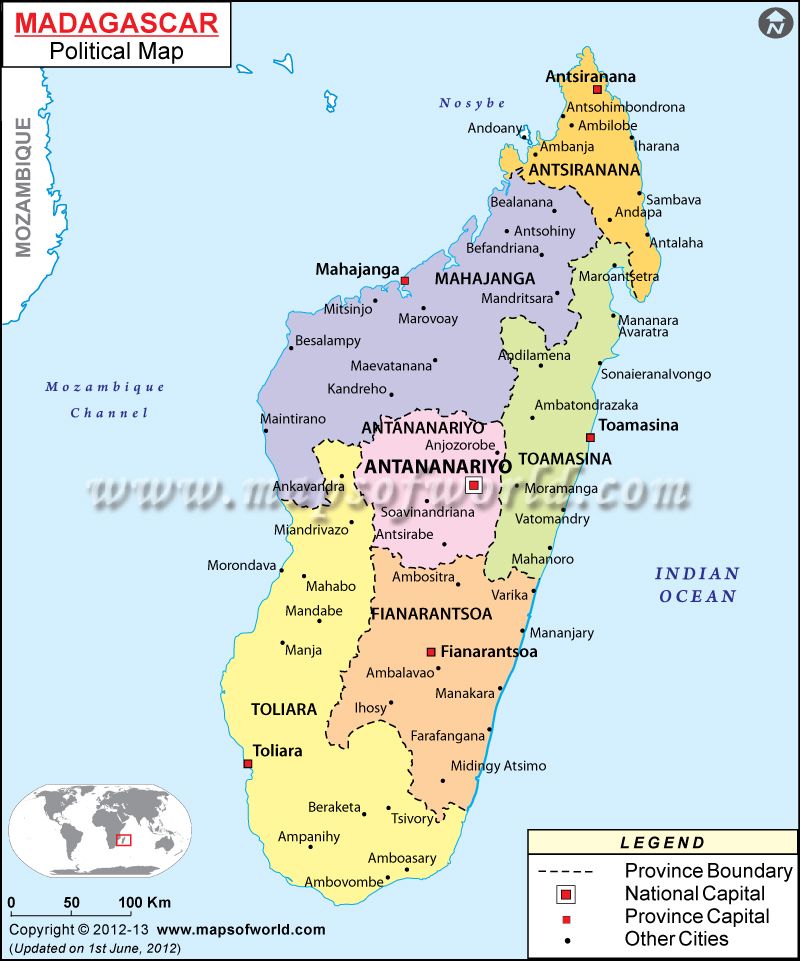 MADAGASCAR
Political Map
Antsiranana
Nosybe
Antsohimbondrona
Andoany
Ambilobe
Ambanja
Iharana
ANTSIRANANA
MOZAMBIQUE
Bealanana
Sambava
Andapa
Antsohiny
Antalaha
Befandriana
Mahajanga
MAHAJANGA
Maroantsetra
Mandritsara
Mitsinjo
Marovoay
Mananara
Avaratra
Besalampy
Andilamena
Maevatanana
Sonaieranalvongo
Mozambique
Channel
Kandreho
Ambatondrazaka
Maintirano
ANTANANARIYO
Toamasina
Anjozorobe
ANTANANARIYO
TOAMASINA
Ankavandra
Moramanga
www.mapsofworld.com
Soavinandriana
Vatomandry
Miandrivazo
Antsirabe
Mahanoro
Morondava
Ambositra
INDIAN
OCEAN
Mahabo
Varika
Mandabe
FIANARANTSOA
Mananjary
Manja
Fianarantsoa
Ambalavao
Manakara
TOLIARA
Ihosy
Farafangana
Toliara
Midingy Atsimo
Beraketa
Tsivory
Ampanihy
Amboasary
Ambovombe
LEGEND
Province Boundary
National Capital
Province Capital
Other Cities
0 50 100 Km
Copyright © 2012-13 www.mapsofworld.com
(Updated on 1st June, 2012)